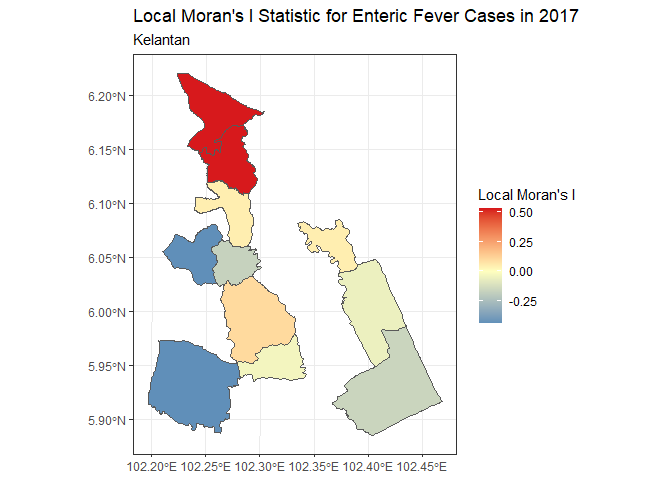 Local Moran's I Statistic for Enteric Fever Cases in 2017
Kelantan
6.20°N
6.15°N
6.10°N
6.05°N
6.00°N
5.95°N
5.90°N
102.20°E 102.25°E 102.30°E 102.35°E 102.40°E 102.45°E
Local Moran's I
0.50
0.25
0.00
-0.25